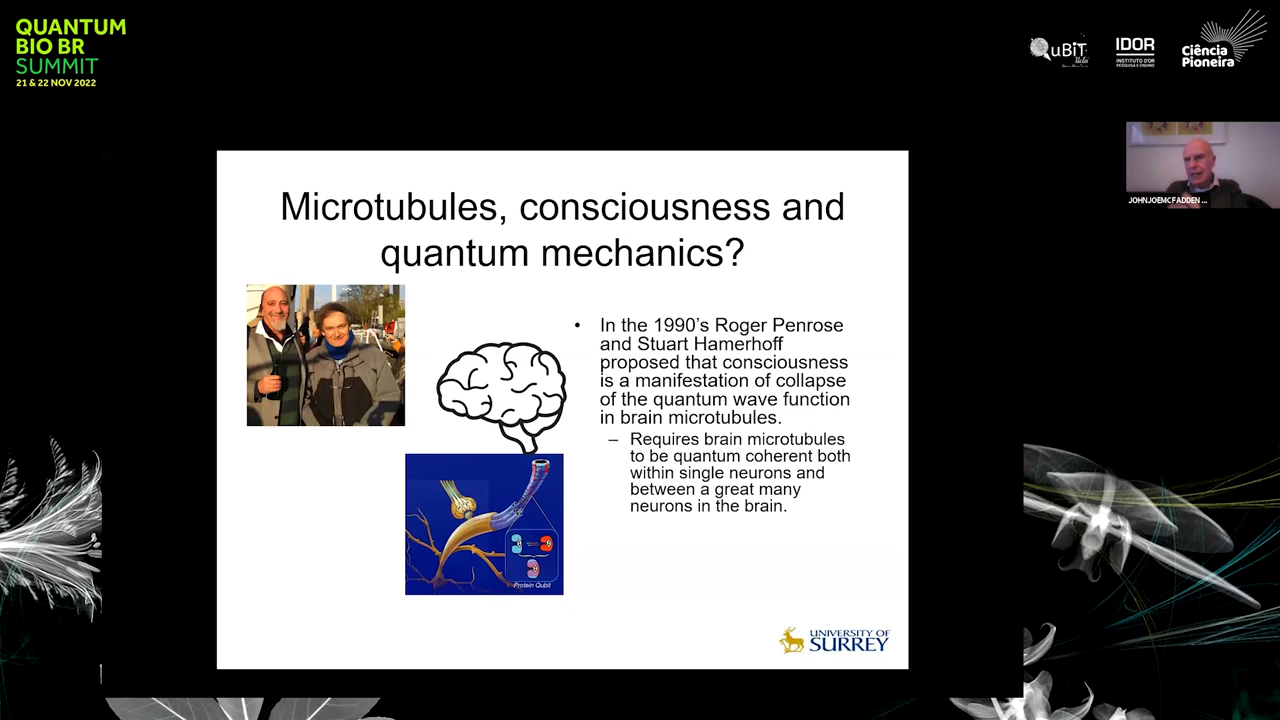 QUANTUM
BIO BR
SUMMIT
21 & 22 NOV 2022
QuBiT
IDOR
INSTITUTO D'OR
PESQUISA E ENSINO
Ciência
Pioneira
JOHNJOEMCFADDEN ...
Microtubules, consciousness and
quantum mechanics?
• In the 1990's Roger Penrose
and Stuart Hamerhoff
proposed that consciousness
is a manifestation of collapse
of the quantum wave function
in brain microtubules.
– Requires brain microtubules
to be quantum coherent both
within single neurons and
between a great many
neurons in the brain.
Protein Qubit
UNIVERSITY OF
SURREY